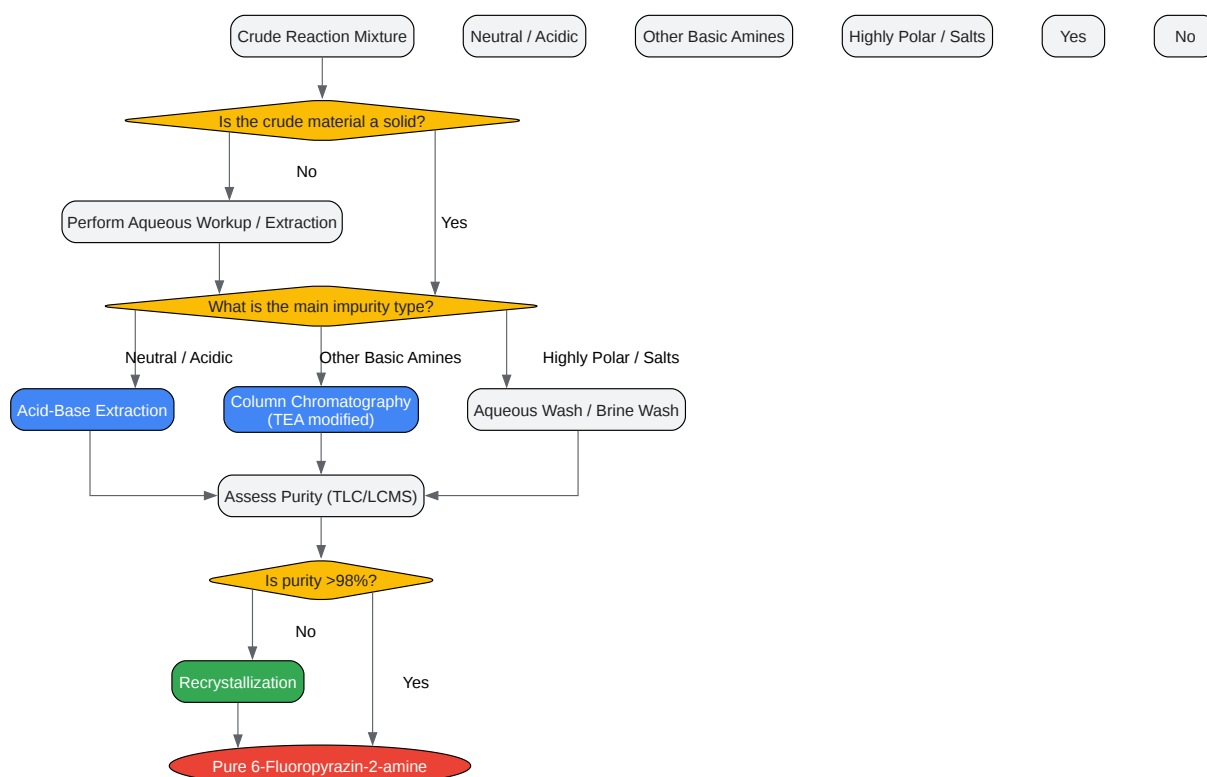 Crude Reaction Mixture
Neutral / Acidic
Other Basic Amines
Highly Polar / Salts
Yes
No
Is the crude material a solid?
No
Perform Aqueous Workup / Extraction
Yes
What is the main impurity type?
Neutral / Acidic
Other Basic Amines
Highly Polar / Salts
Acid-Base Extraction
Column Chromatography
(TEA modified)
Aqueous Wash / Brine Wash
Assess Purity (TLC/LCMS)
Is purity >98%?
No
Recrystallization
Yes
Pure 6-Fluoropyrazin-2-amine